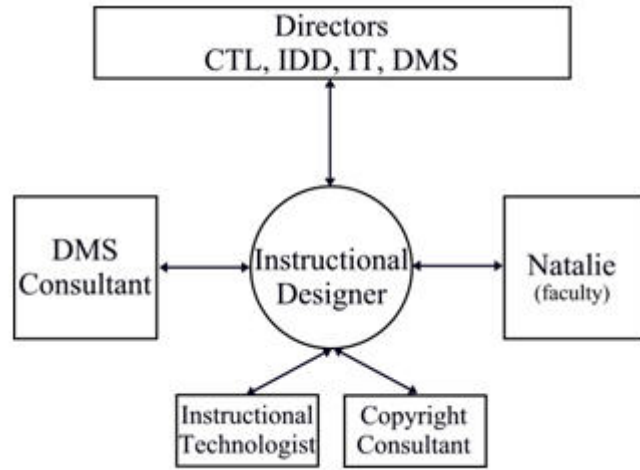 Directors
CTL, IDD, IT, DMS
DMS
Consultant
Instructional
Designer
Natalie
(faculty)
Instructional
Technologist
Copyright
Consultant